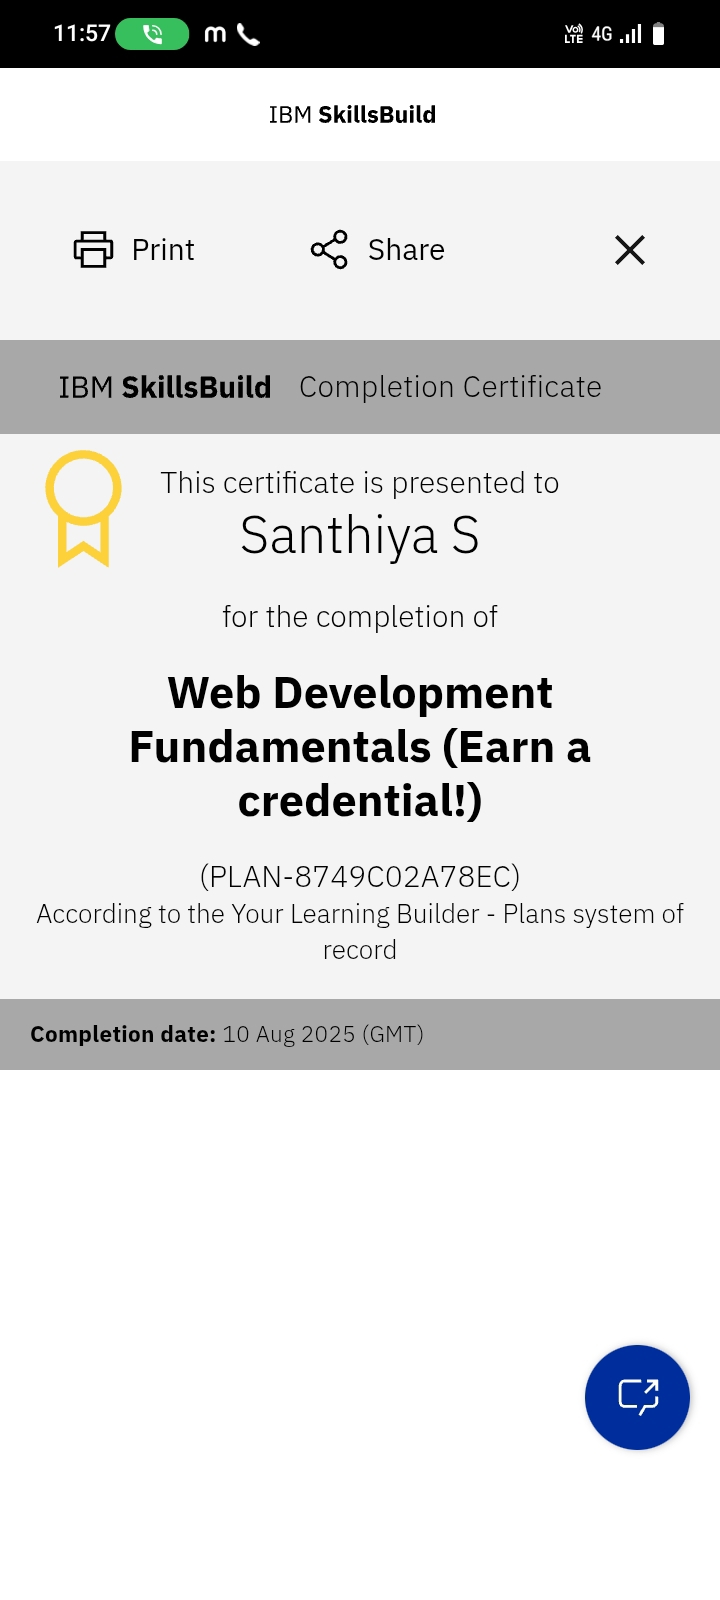 11:57 m VoLTE 4G
IBM SkillsBuild
Print Share
IBM SkillsBuild Completion Certificate
This certificate is presented to
Santhiya S
for the completion of
Web Development
Fundamentals (Earn a
credential!)
(PLAN-8749C02A78EC)
According to the Your Learning Builder - Plans system of
record
Completion date: 10 Aug 2025 (GMT)